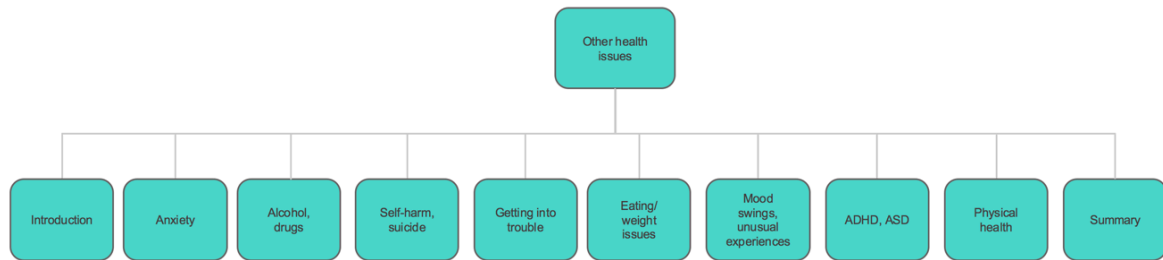 Other health
issues
Introduction
Anxiety
Alcohol,
drugs
Self-harm,
suicide
Getting into
trouble
Eating/
weight
issues
Mood
swings,
unusual
experiences
ADHD, ASD
Physical
health
Summary